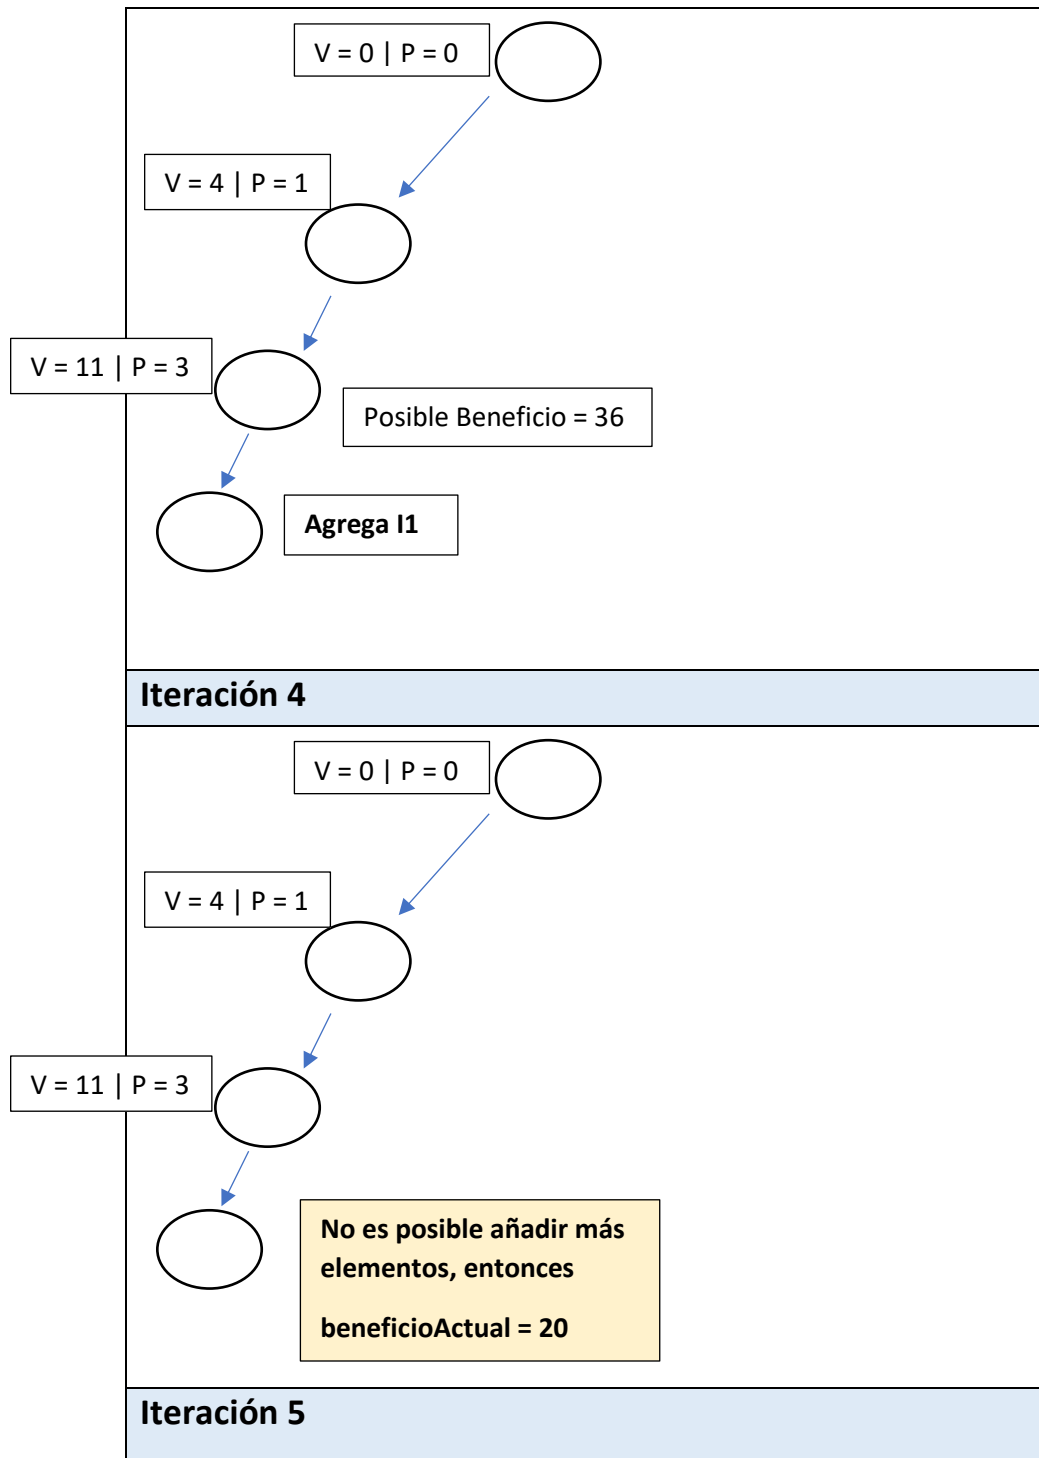 V = 0 | P = 0
V = 4 | P = 1
V = 11 | P = 3
Posible Beneficio = 36
Agrega I1
Iteración 4
V = 0 | P = 0
V = 4 | P = 1
V = 11 | P = 3
No es posible añadir más
elementos, entonces
beneficioActual = 20
Iteración 5